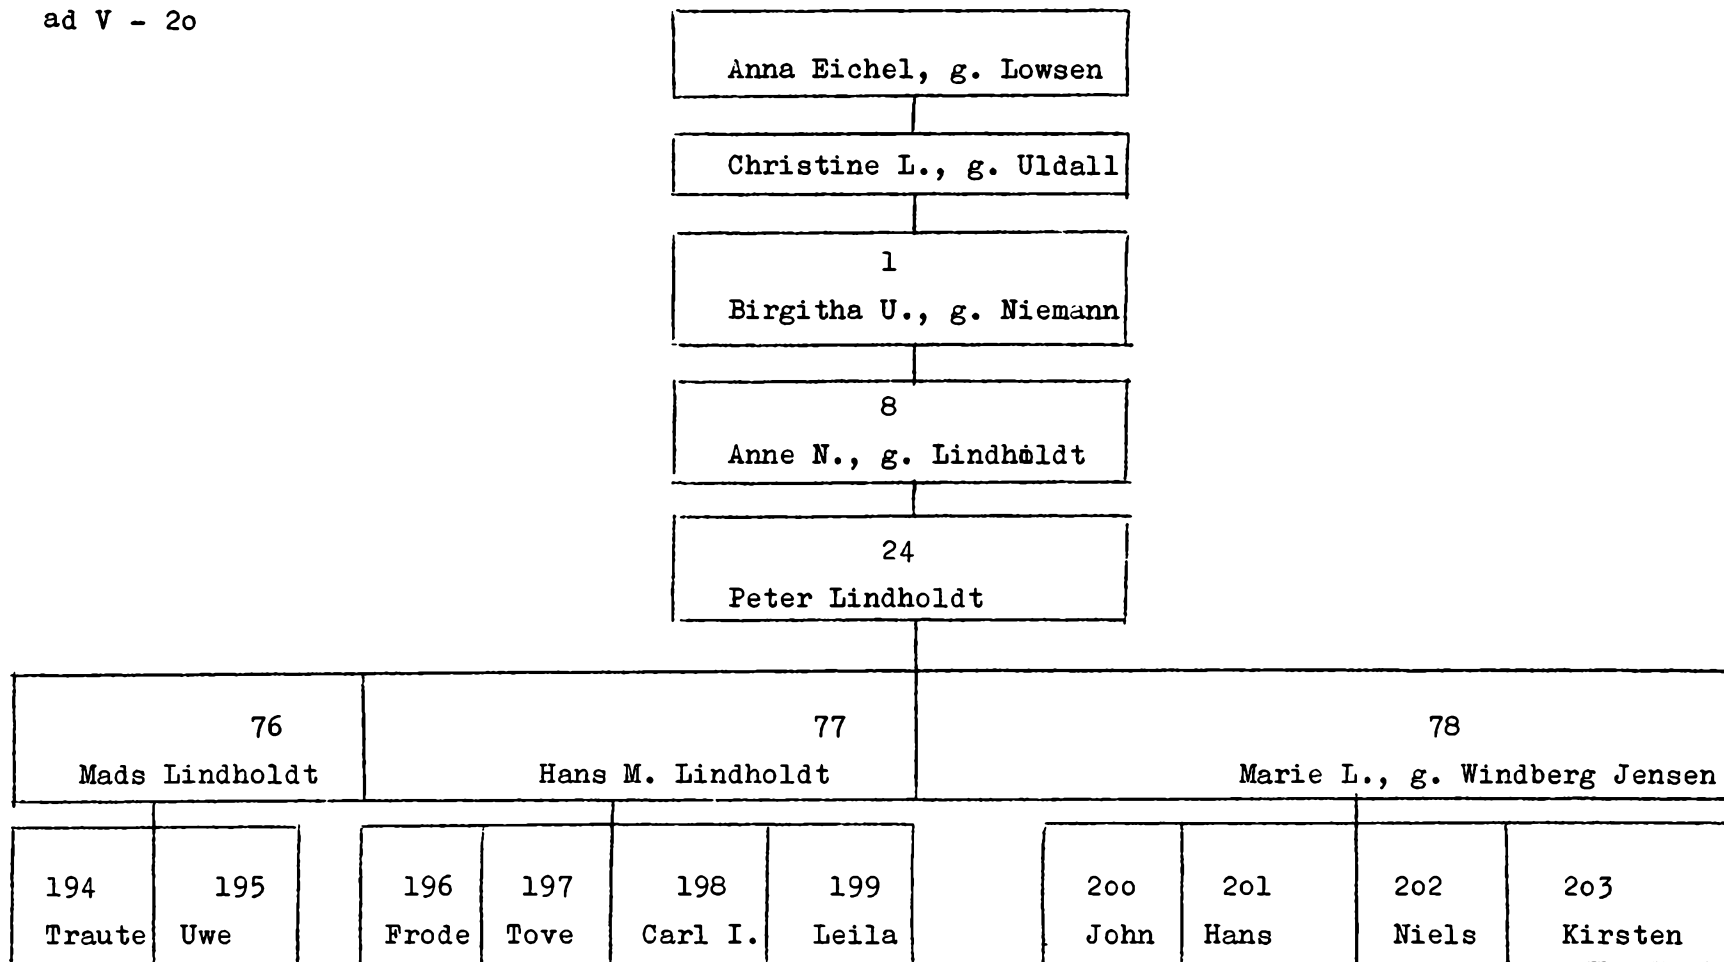 ad V - 2o
Anna Eichel, g. Lowsen
Christine L., g. Uldall
1
Birgitha U., g. Niemann
8
Anne N., g. Lindholdt
24
Peter Lindholdt
76 77 78
Mads Lindholdt Hans M. Lindholdt Marie L., g. Windberg Jensen
194 195 196 197 198 199 2oo 2o1 2o2 2o3
Traute Uwe Frode Tove Carl I. Leila John Hans Niels Kirsten